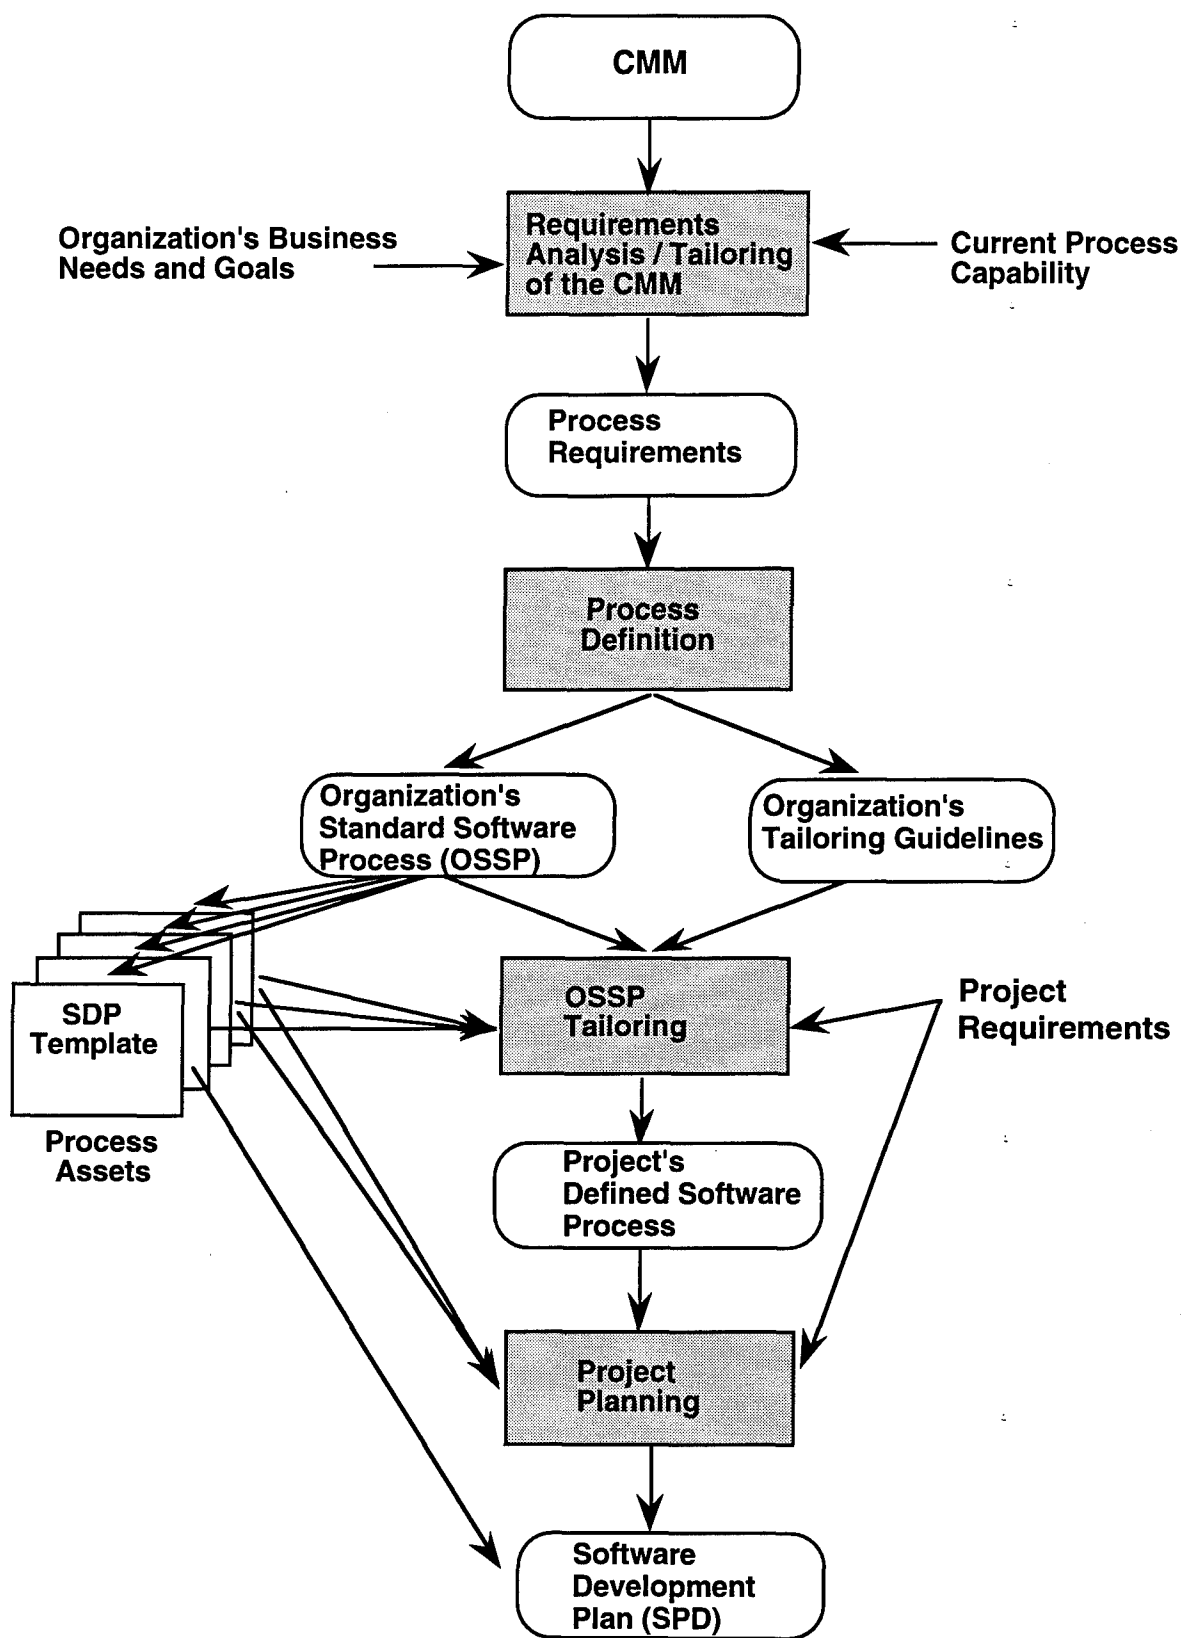 CMM
Requirements
Analysis / Tailoring
of the CMM
Organization's Business
Needs and Goals
Current Process
Capability
Process
Requirements
Process
Definition
Organization's
Standard Software
Process (OSSP)
Organization's
Tailoring Guidelines
SDP
Template
Process
Assets
OSSP
Tailoring
Project
Requirements
Project's
Defined Software
Process
Project
Planning
Software
Development
Plan (SPD)